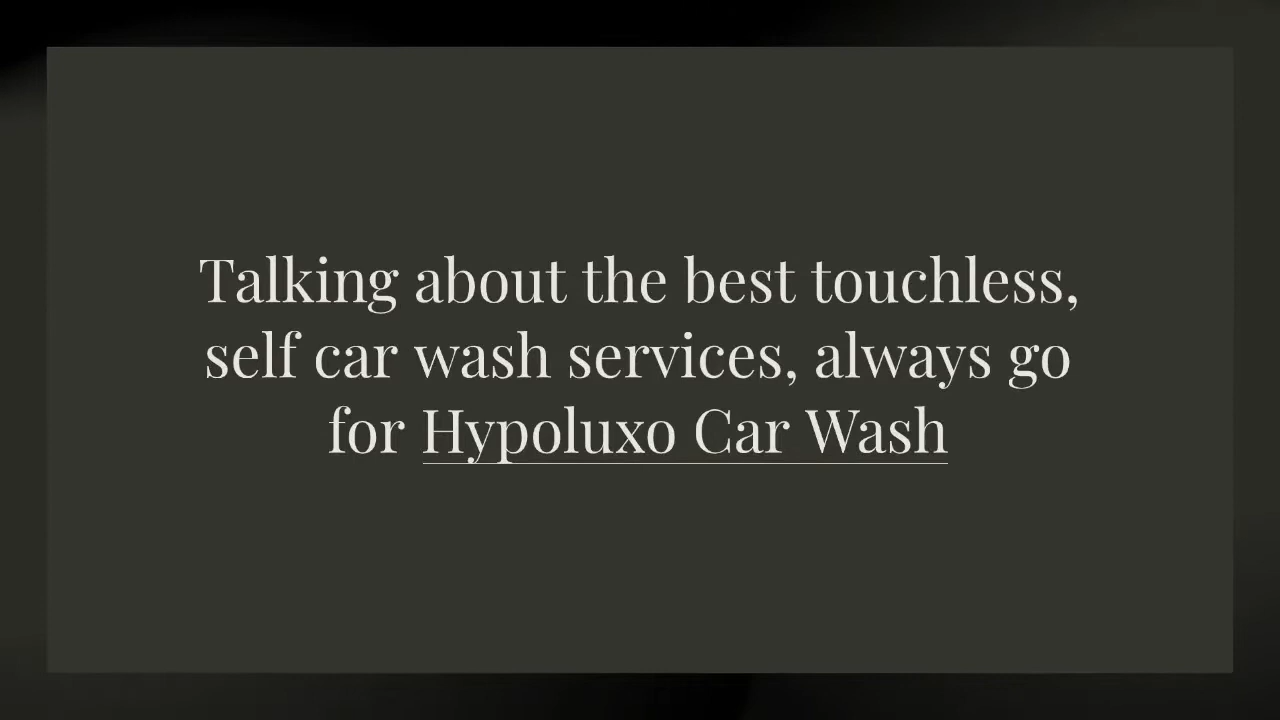 Talking about the best touchless,
self car wash services, always go
for Hypoluxo Car Wash